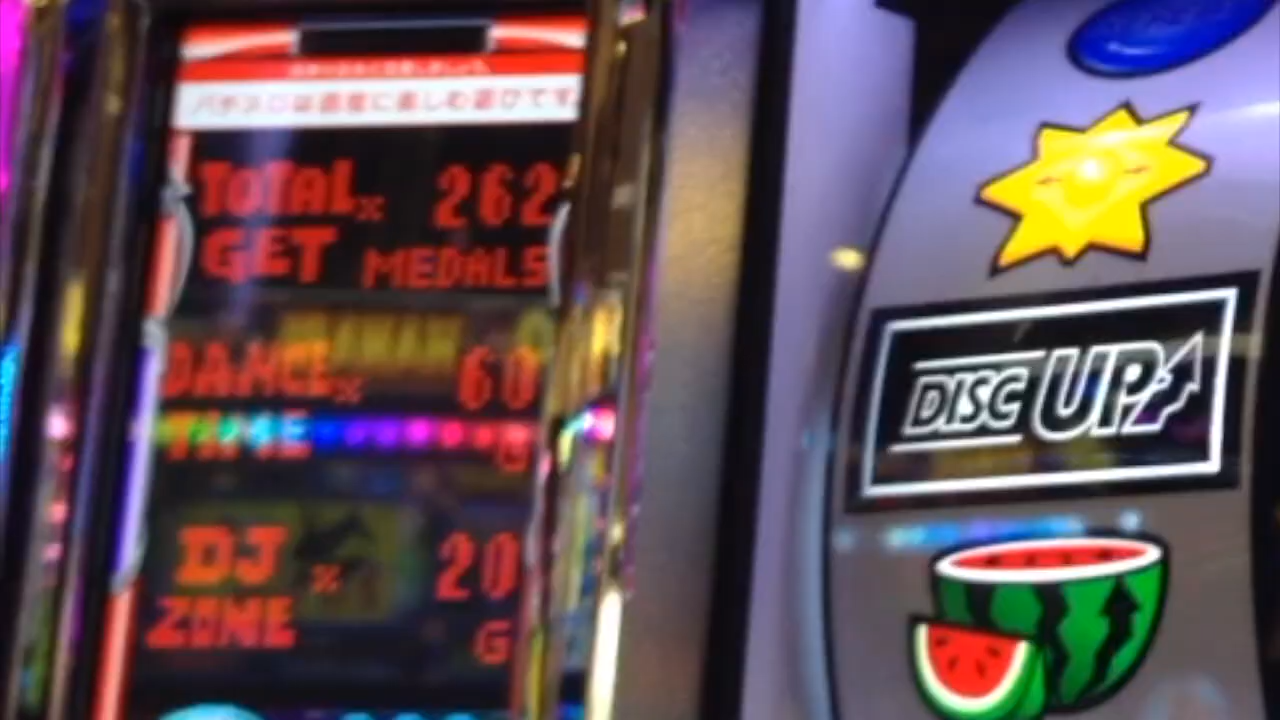 パチスロは適度に楽しむ遊びです
TOTAL × 262
GET MEDALS
DANCE × 60
TIME G
DJ × 20
ZONE G
DISC UP